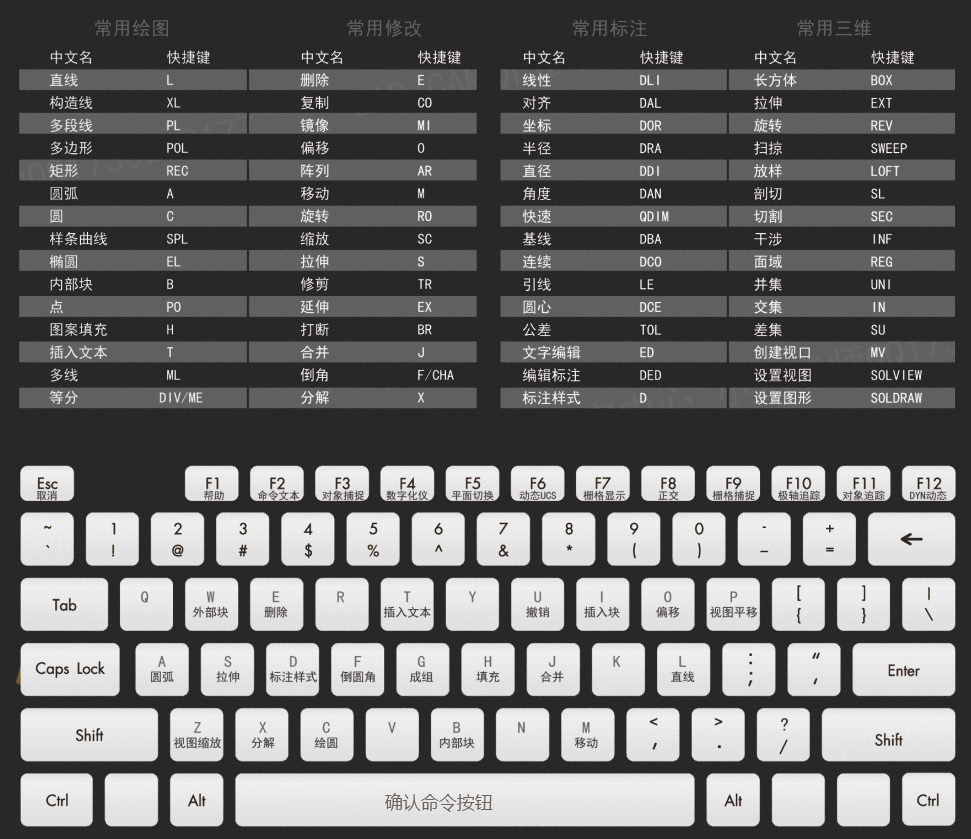 常用绘图 常用修改 常用标注 常用三维
中文名 快捷键 中文名 快捷键 中文名 快捷键 中文名 快捷键
直线 L 删除 E 线性 DLI 长方体 BOX
构造线 XL 复制 CO 对齐 DAL 拉伸 EXT
多段线 PL 镜像 MI 坐标 DOR 旋转 REV
多边形 POL 偏移 O 半径 DRA 扫掠 SWEEP
矩形 REC 阵列 AR 直径 DDI 放样 LOFT
圆弧 A 移动 M 角度 DAN 剖切 SL
圆 C 旋转 RO 快速 QDIM 切割 SEC
样条曲线 SPL 缩放 SC 基线 DBA 干涉 INF
椭圆 EL 拉伸 S 连续 DCO 面域 REG
内部块 B 修剪 TR 引线 LE 并集 UNI
点 PO 延伸 EX 圆心 DCE 交集 IN
图案填充 H 打断 BR 公差 TOL 差集 SU
插入文本 T 合并 J 文字编辑 ED 创建视口 MV
多线 ML 倒角 F/CHA 编辑标注 DED 设置视图 SOLVIEW
等分 DIV/ME 分解 X 标注样式 D 设置图形 SOLDRAW
Esc F1 F2 F3 F4 F5 F6 F7 F8 F9 F10 F11 F12
取消 帮助 命令文本 对象捕捉 数字化仪 平面切换 动态UCS 栅格显示 正交 栅格捕捉 极轴追踪 对象追踪 DYN动态
~ 1 2 3 4 5 6 7 8 9 0 - +
` ! @ # $ % ^ & * ( ) _ = ←
Tab Q W E R T Y U I O P [ ] |
外部块 删除 插入文本 撤销 插入块 偏移 视图平移 { } \
Caps Lock A S D F G H J K L : “ Enter
圆弧 拉伸 标注样式 倒圆角 成组 填充 合并 直线 ; ,
Shift Z X C V B N M < > ? Shift
视图缩放 分解 绘圆 内部块 移动 , . /
Ctrl Alt 确认命令按钮 Alt Ctrl